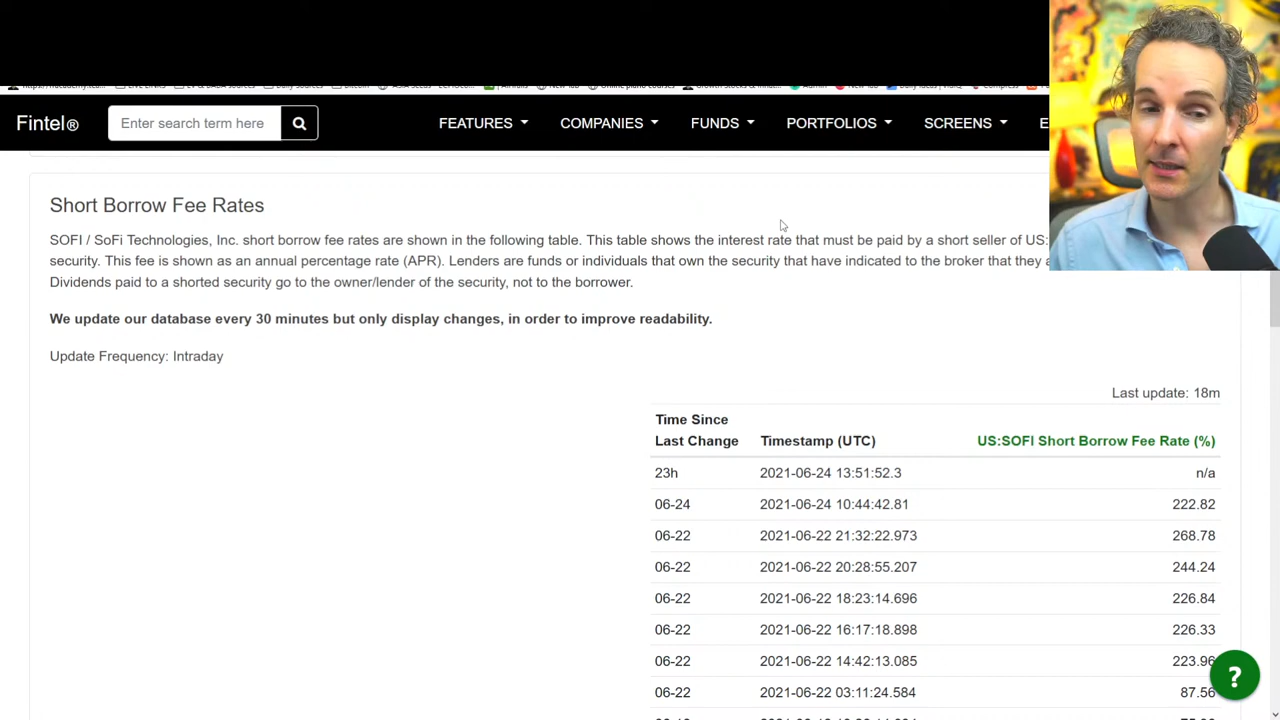 Fintel®
Enter search term here
FEATURES
COMPANIES
FUNDS
PORTFOLIOS
SCREENS
E
Short Borrow Fee Rates
SOFI / SoFi Technologies, Inc. short borrow fee rates are shown in the following table. This table shows the interest rate that must be paid by a short seller of US:
security. This fee is shown as an annual percentage rate (APR). Lenders are funds or individuals that own the security that have indicated to the broker that they a
Dividends paid to a shorted security go to the owner/lender of the security, not to the borrower.
We update our database every 30 minutes but only display changes, in order to improve readability.
Update Frequency: Intraday
Last update: 18m
Time Since
Last Change Timestamp (UTC) US:SOFI Short Borrow Fee Rate (%)
23h 2021-06-24 13:51:52.3 n/a
06-24 2021-06-24 10:44:42.81 222.82
06-22 2021-06-22 21:32:22.973 268.78
06-22 2021-06-22 20:28:55.207 244.24
06-22 2021-06-22 18:23:14.696 226.84
06-22 2021-06-22 16:17:18.898 226.33
06-22 2021-06-22 14:42:13.085 223.96
06-22 2021-06-22 03:11:24.584 87.56
?